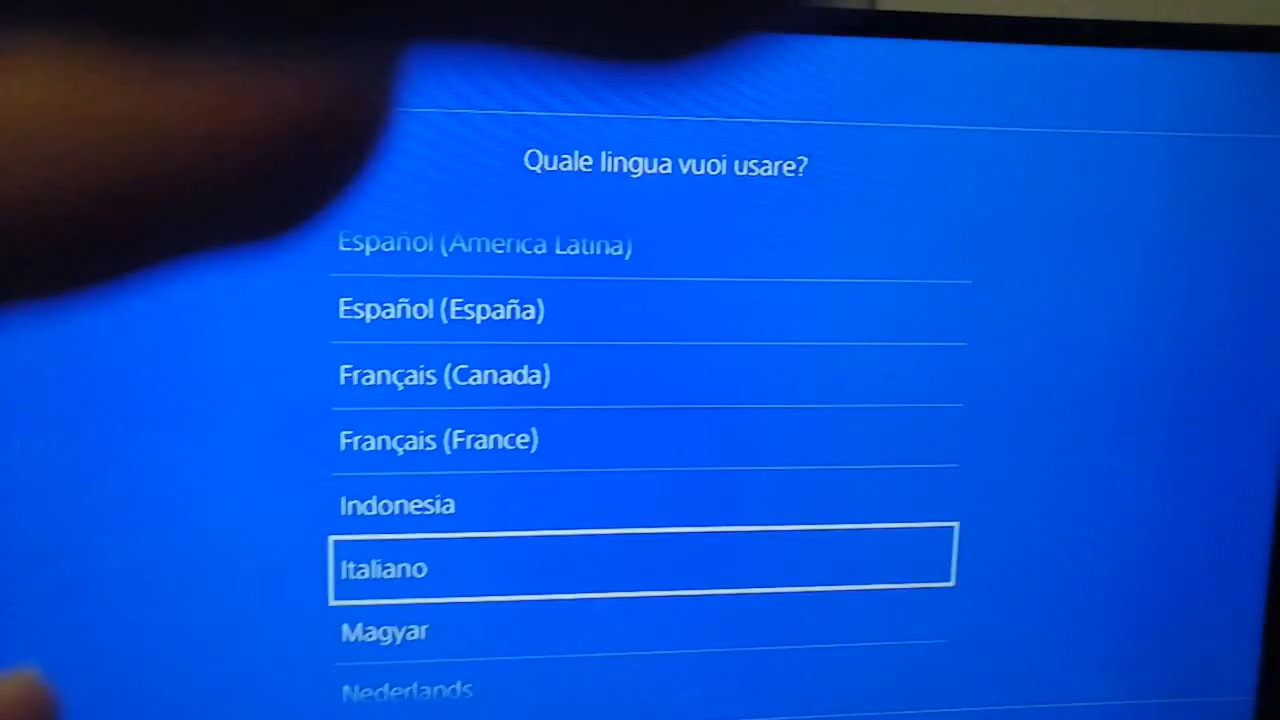 Quale lingua vuoi usare?
Español (América Latina)
Español (España)
Français (Canada)
Français (France)
Indonesia
Italiano
Magyar
Nederlands